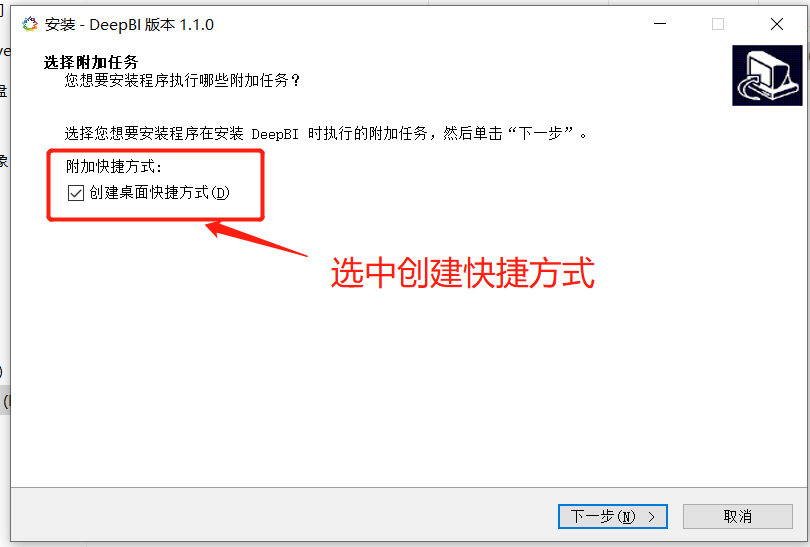 安装 - DeepBI 版本 1.1.0
选择附加任务
您想要安装程序执行哪些附加任务？
选择您想要安装程序在安装 DeepBI 时执行的附加任务，然后单击“下一步”。
附加快捷方式:
创建桌面快捷方式(D)
选中创建快捷方式
下一步(N) >
取消